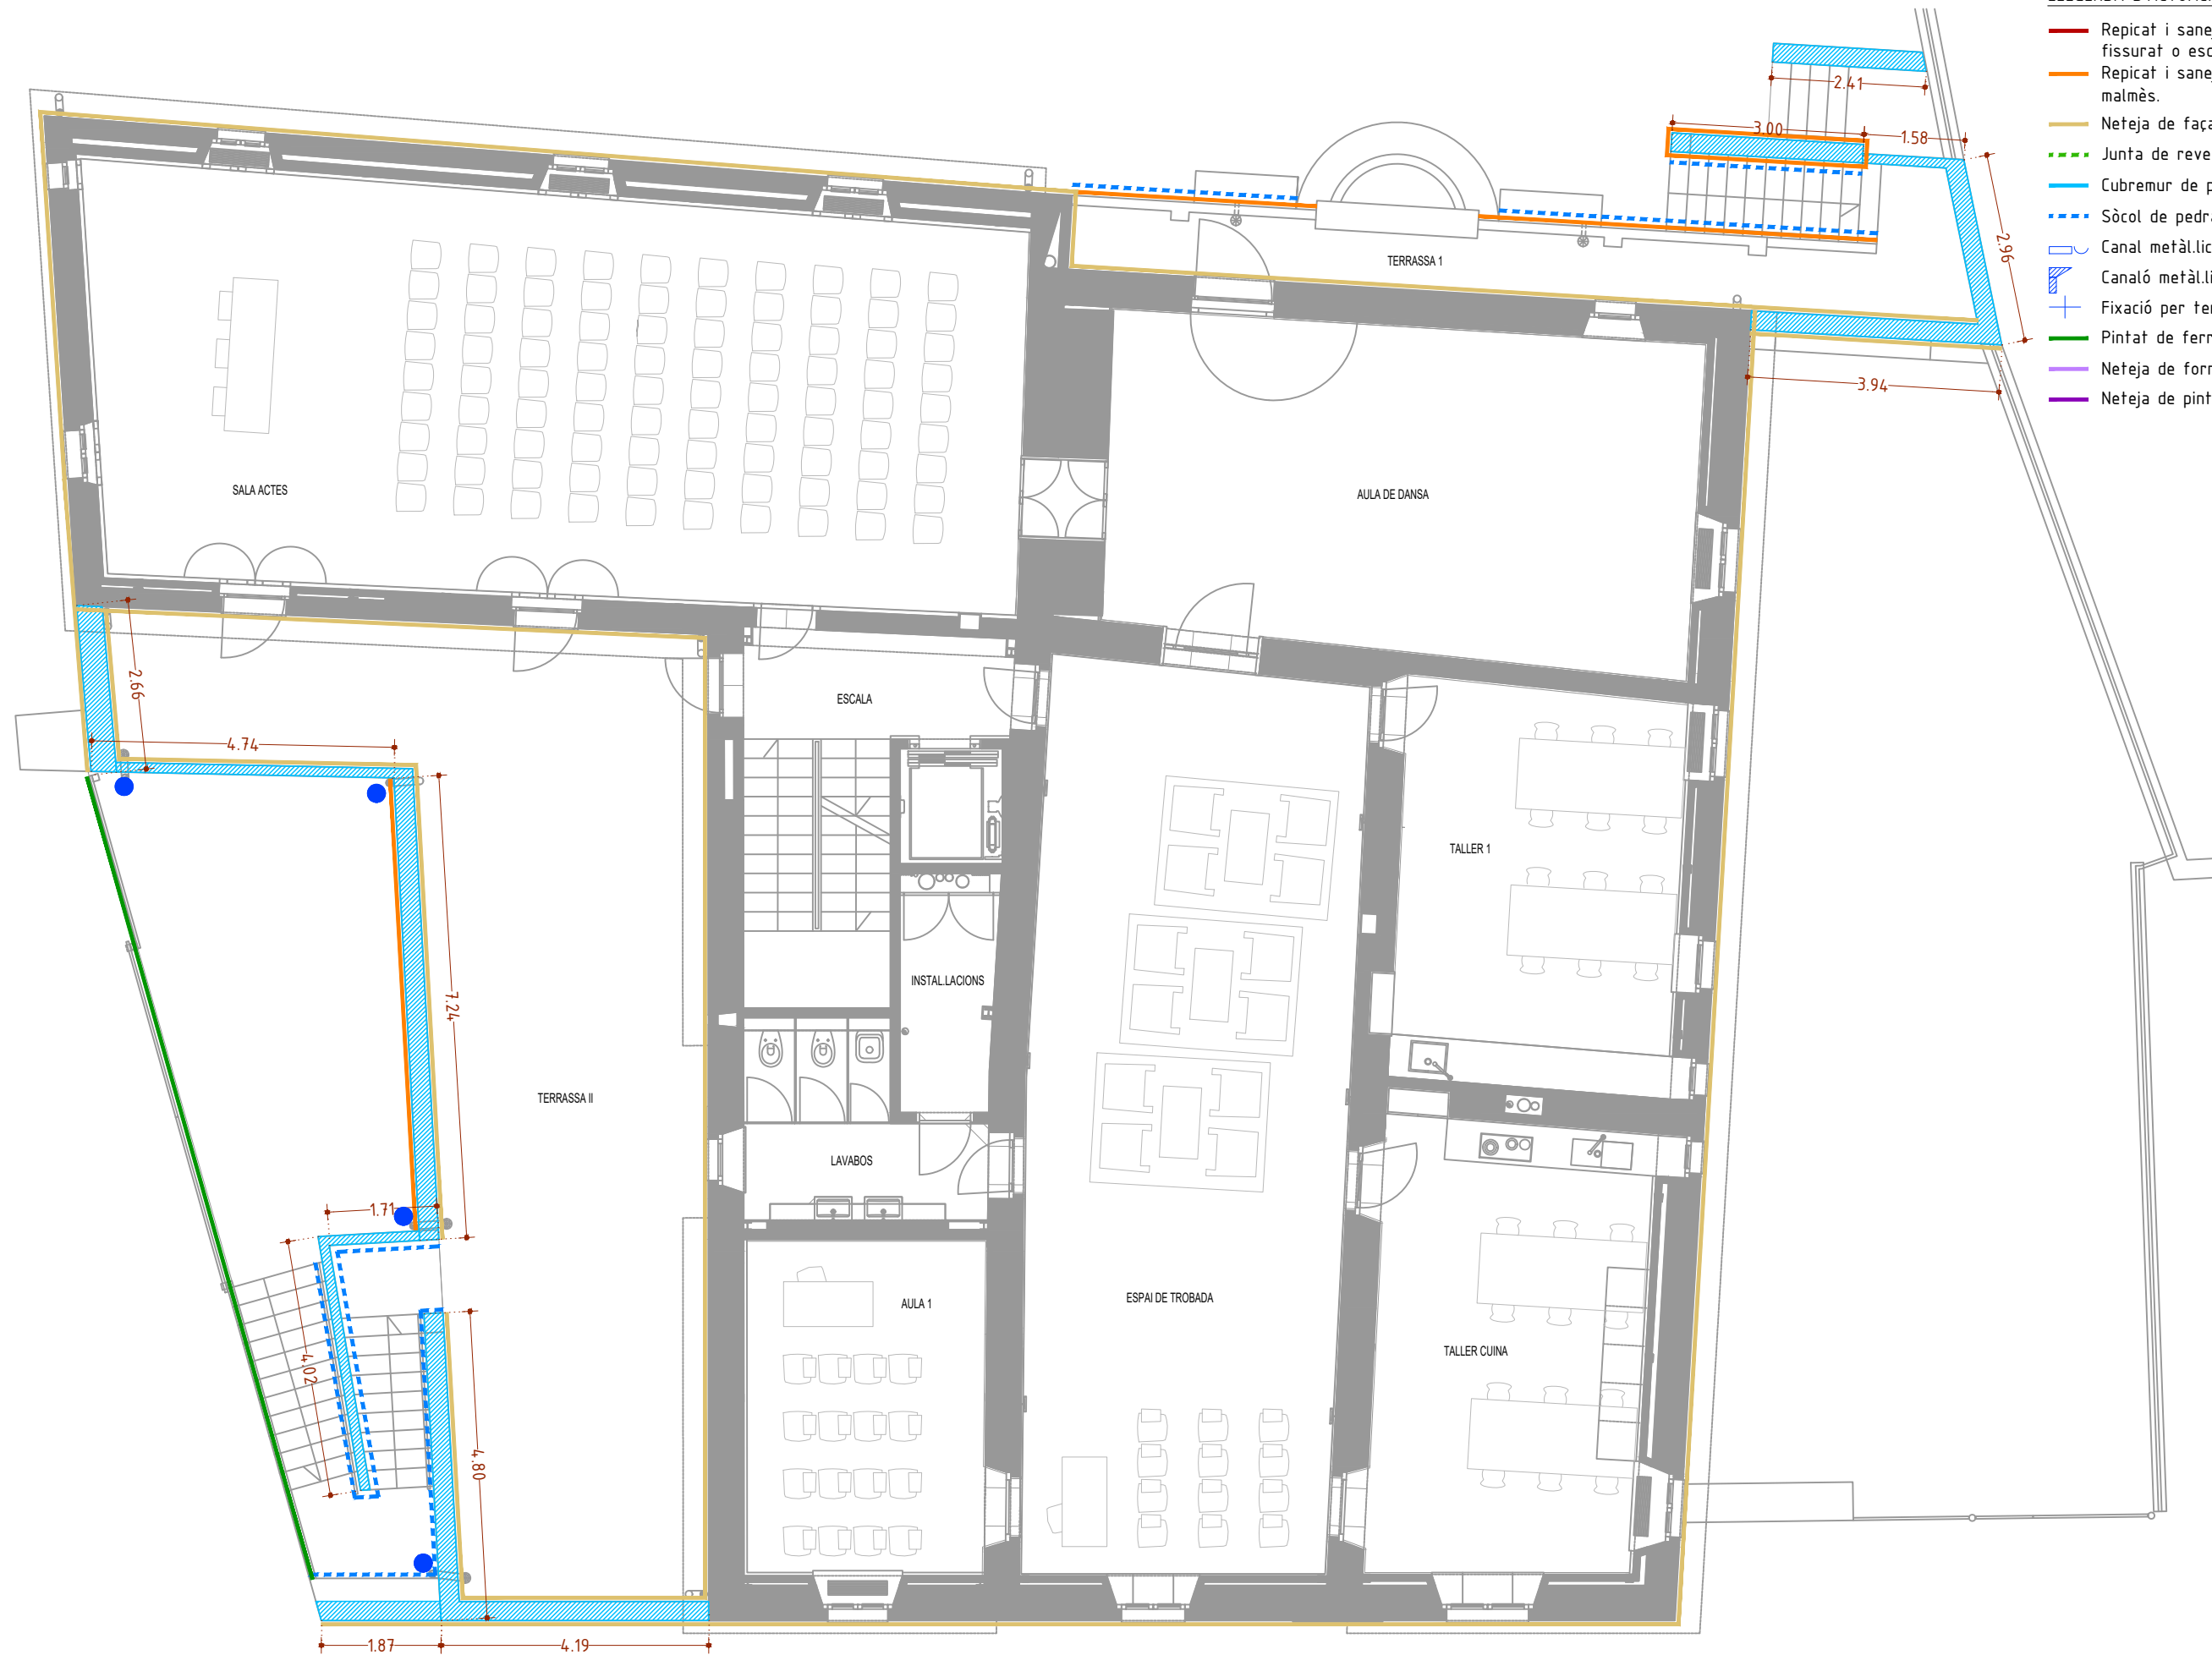 Repicat i sane
fissurat o esc
Repicat i sane
malmès.
Neteja de faça
Junta de reve
Cubremur de p
Sòcol de pedra
Canal metàl.lic
Canaló metàl.li
Fixació per te
Pintat de ferr
Neteja de for
Neteja de pint
2.41
3.00
1.58
2.96
TERRASSA 1
3.94
SALA ACTES
AULA DE DANSA
2.66
ESCALA
4.74
TALLER 1
INSTAL.LACIONS
7.24
TERRASSA II
LAVABOS
1.71
ESPAI DE TROBADA
AULA 1
TALLER CUINA
4.02
4.80
1.87
4.19